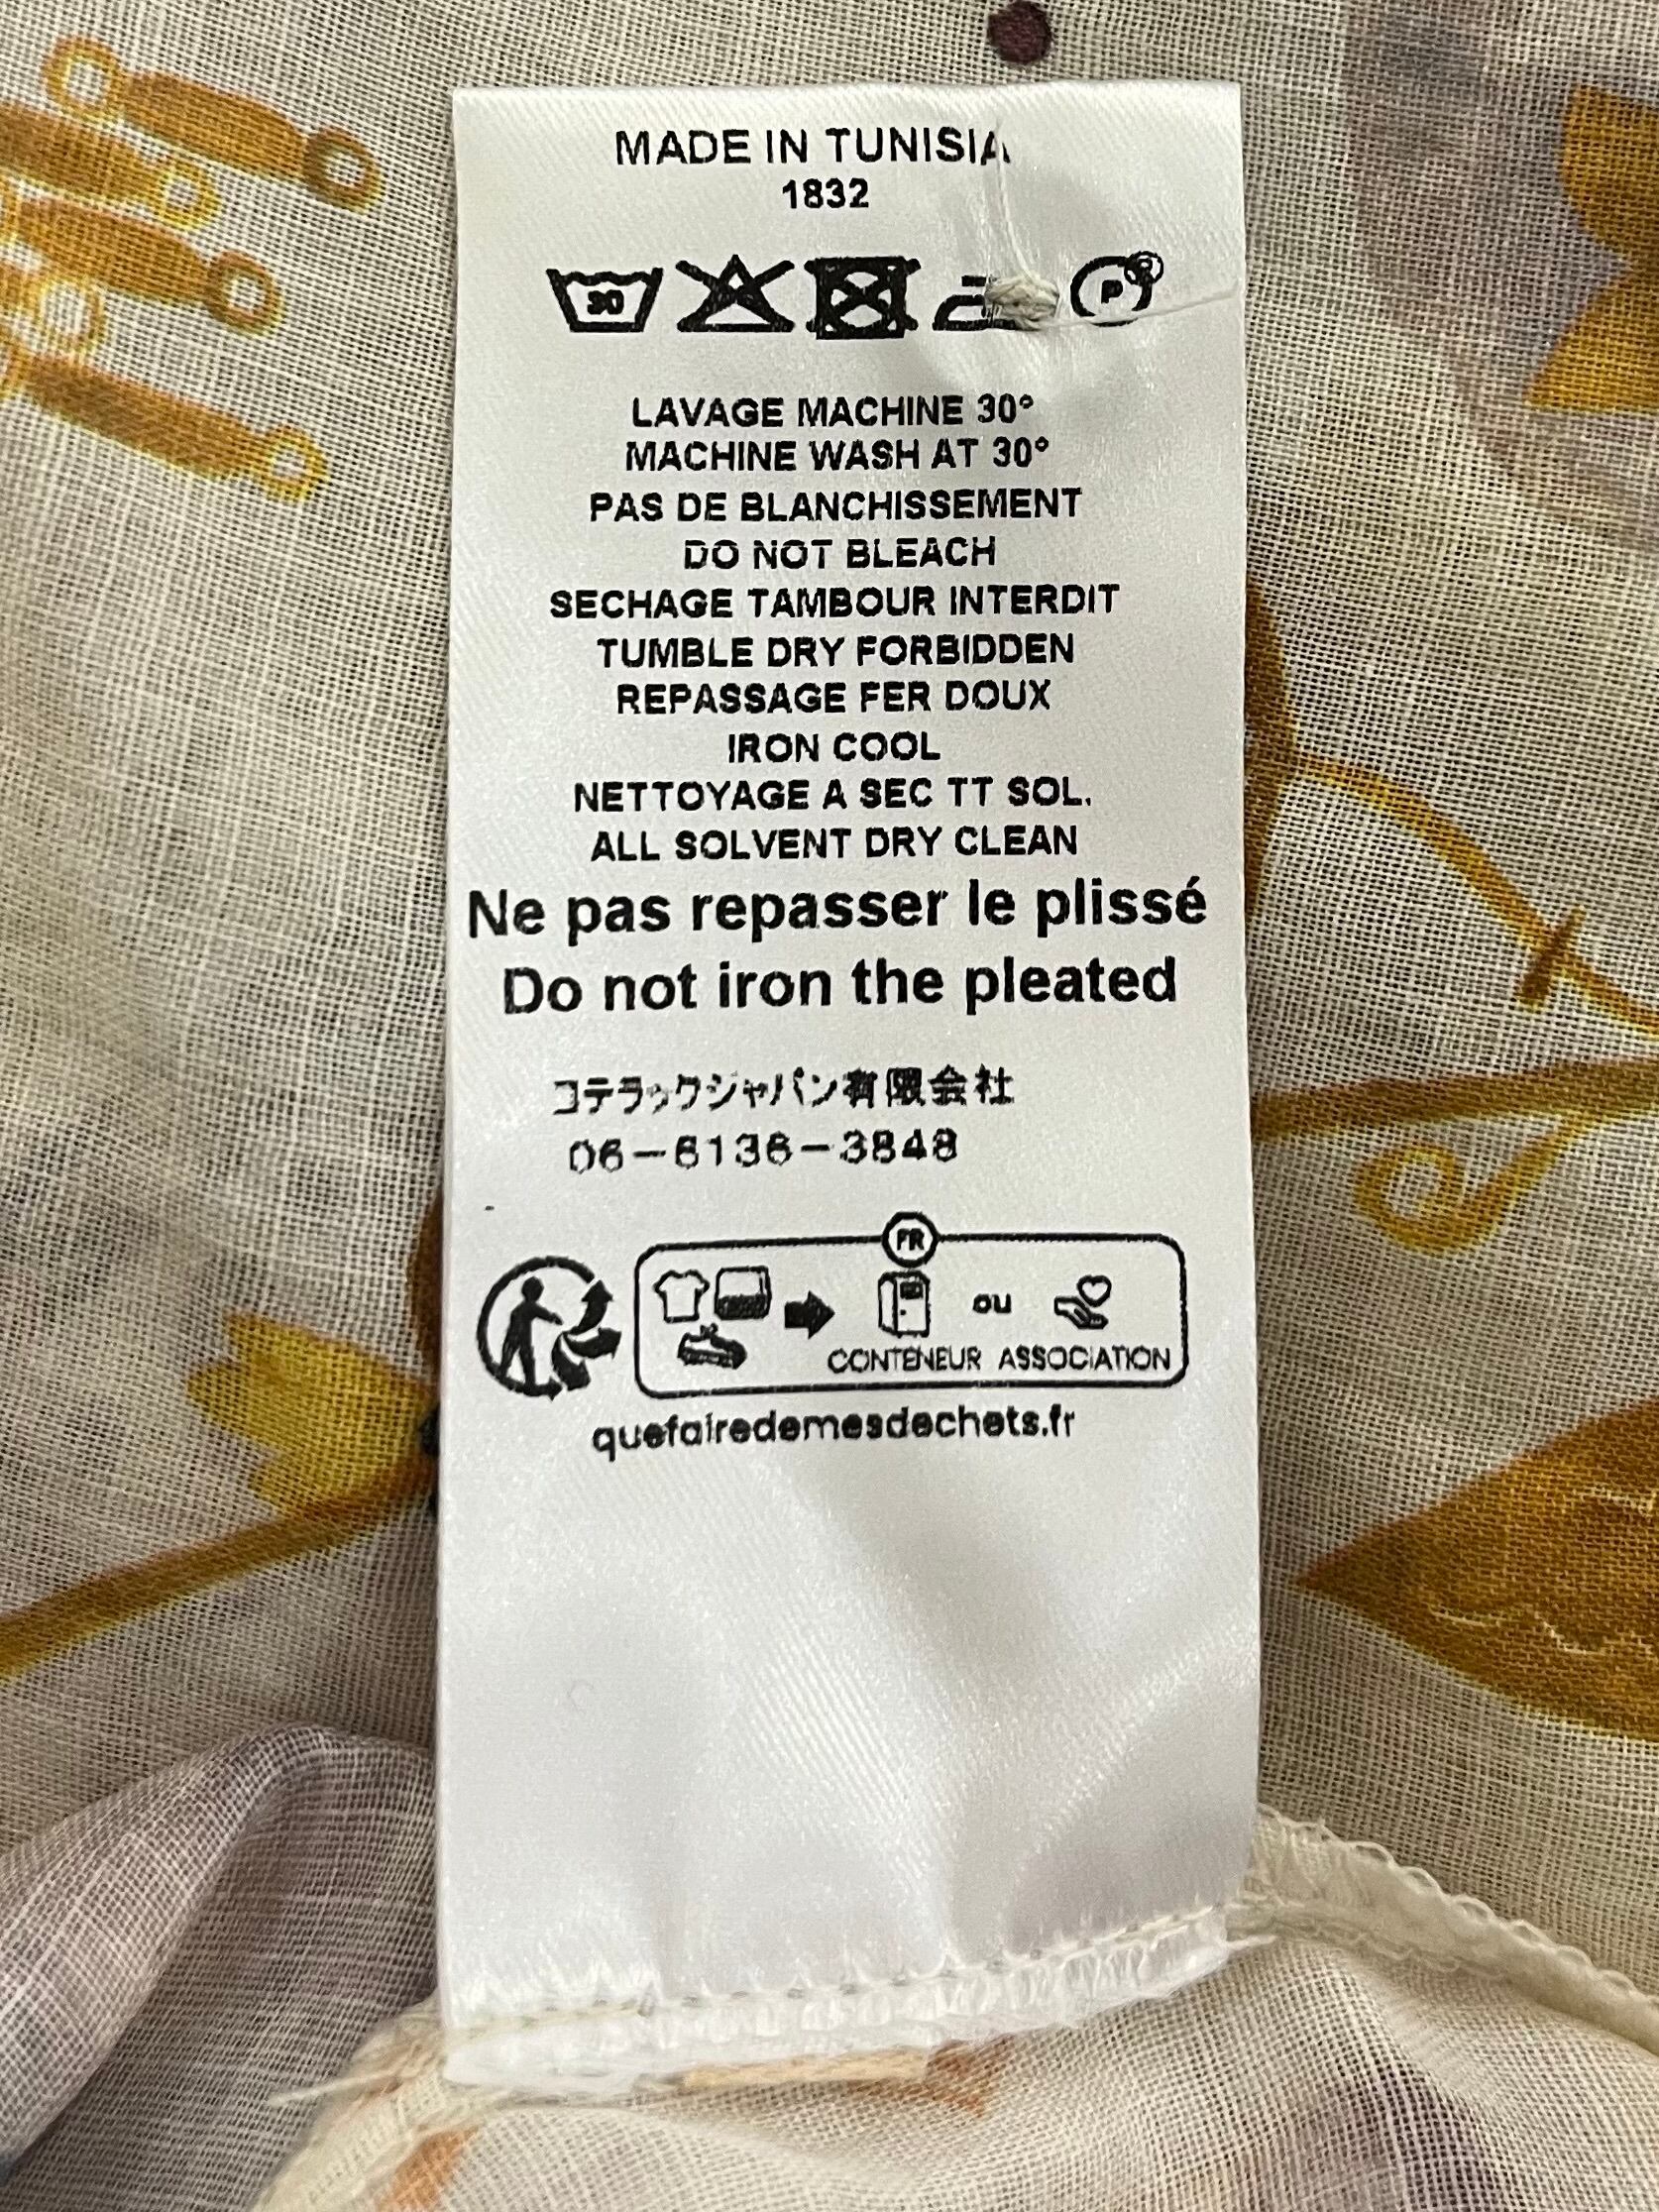 MADE IN TUNISIA
1832
30 P
LAVAGE MACHINE 30°
MACHINE WASH AT 30°
PAS DE BLANCHISSEMENT
DO NOT BLEACH
SECHAGE TAMBOUR INTERDIT
TUMBLE DRY FORBIDDEN
REPASSAGE FER DOUX
IRON COOL
NETTOYAGE A SEC TT SOL.
ALL SOLVENT DRY CLEAN
Ne pas repasser le plissé
Do not iron the pleated
コテラックジャパン有限会社
06-6136-3848
FR
ou
CONTENEUR ASSOCIATION
quefairedemesdechets.fr